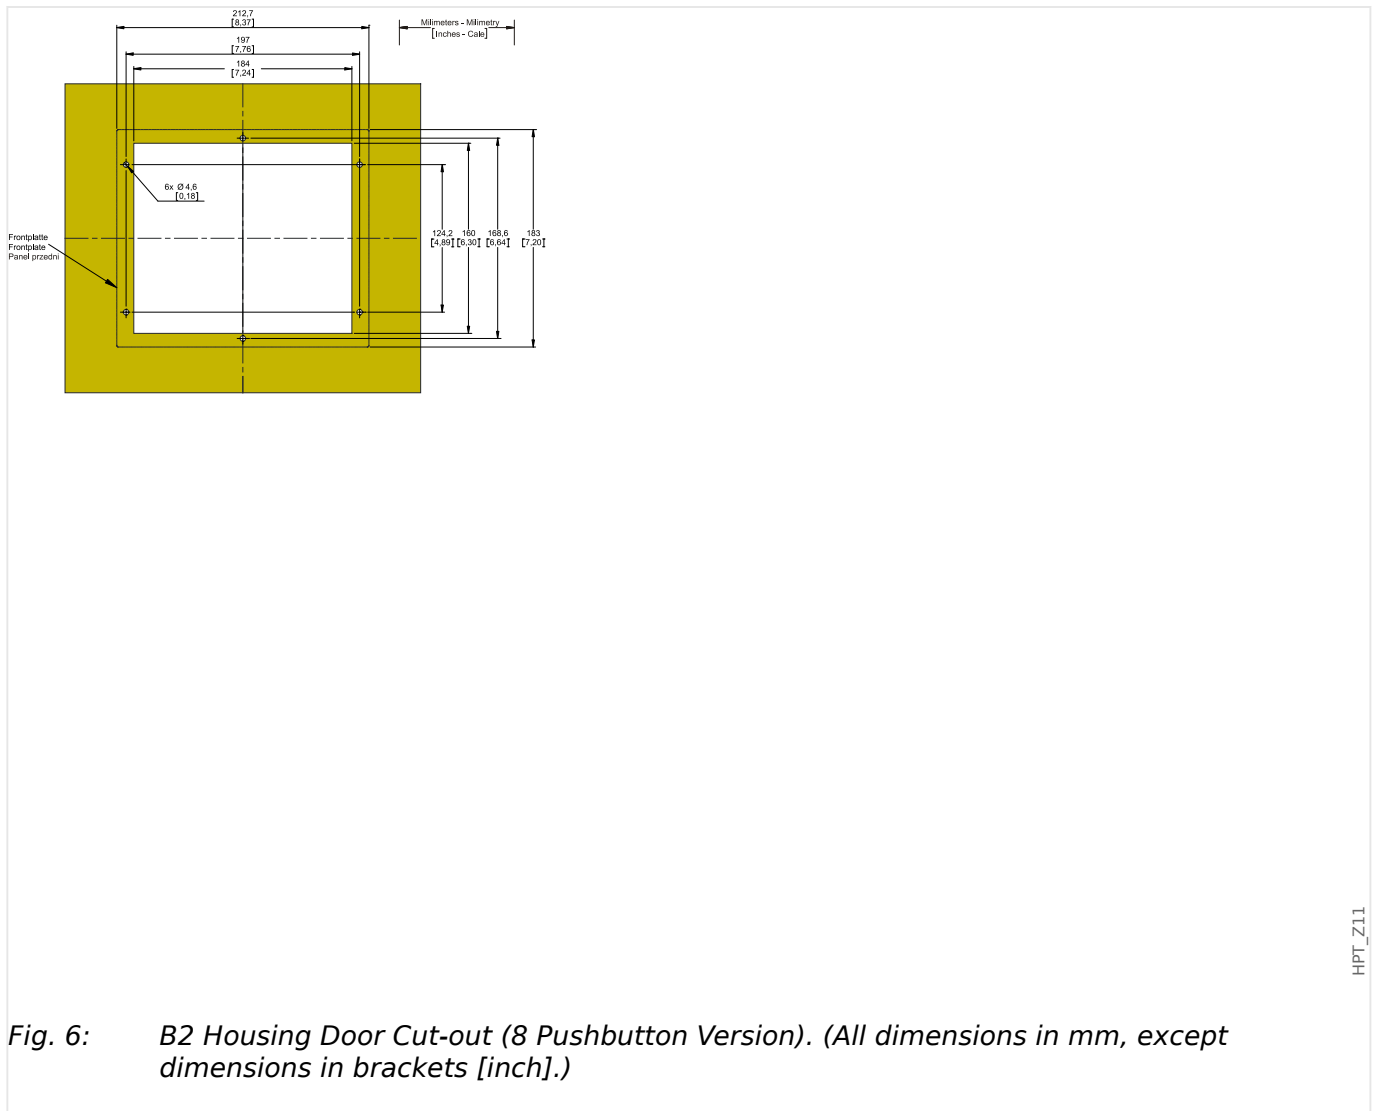 212,7
[8,37]
Milimeters - Milimetry
[Inches - Cale]
197
[7,76]
184
[7,24]
6x Ø 4,6
[0,18]
Frontplatte
Frontplate
Panel przedni
124,2
[4,89]
160
[6,30]
168,6
[6,64]
183
[7,20]
HPT_Z11
Fig. 6: B2 Housing Door Cut-out (8 Pushbutton Version). (All dimensions in mm, except
dimensions in brackets [inch].)